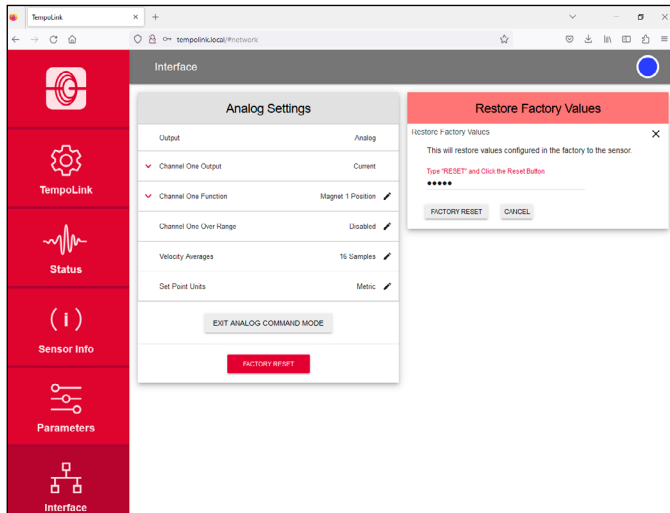 TempoLink
tempolink.local/#network
Interface
TempoLink
Status
(i)
Sensor Info
Parameters
Interface
Analog Settings
Output Analog
Channel One Output Current
Channel One Function Magnet 1 Position
Channel One Over Range Disabled
Velocity Averages 16 Samples
Set Point Units Metric
EXIT ANALOG COMMAND MODE
FACTORY RESET
Restore Factory Values
Restore Factory Values
This will restore values configured in the factory to the sensor.
Type "RESET" and Click the Reset Button
•••••
FACTORY RESET CANCEL